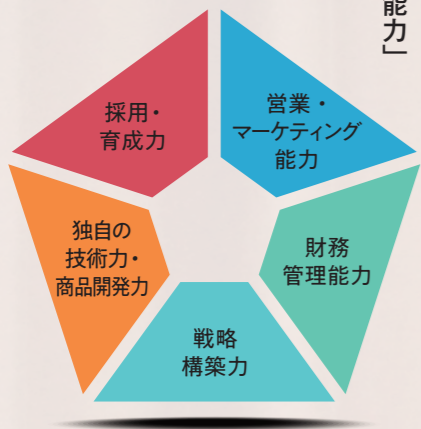 能力」
採用・
育成力
営業・
マーケティング
能力
独自の
技術力・
商品開発力
財務
管理能力
戦略
構築力